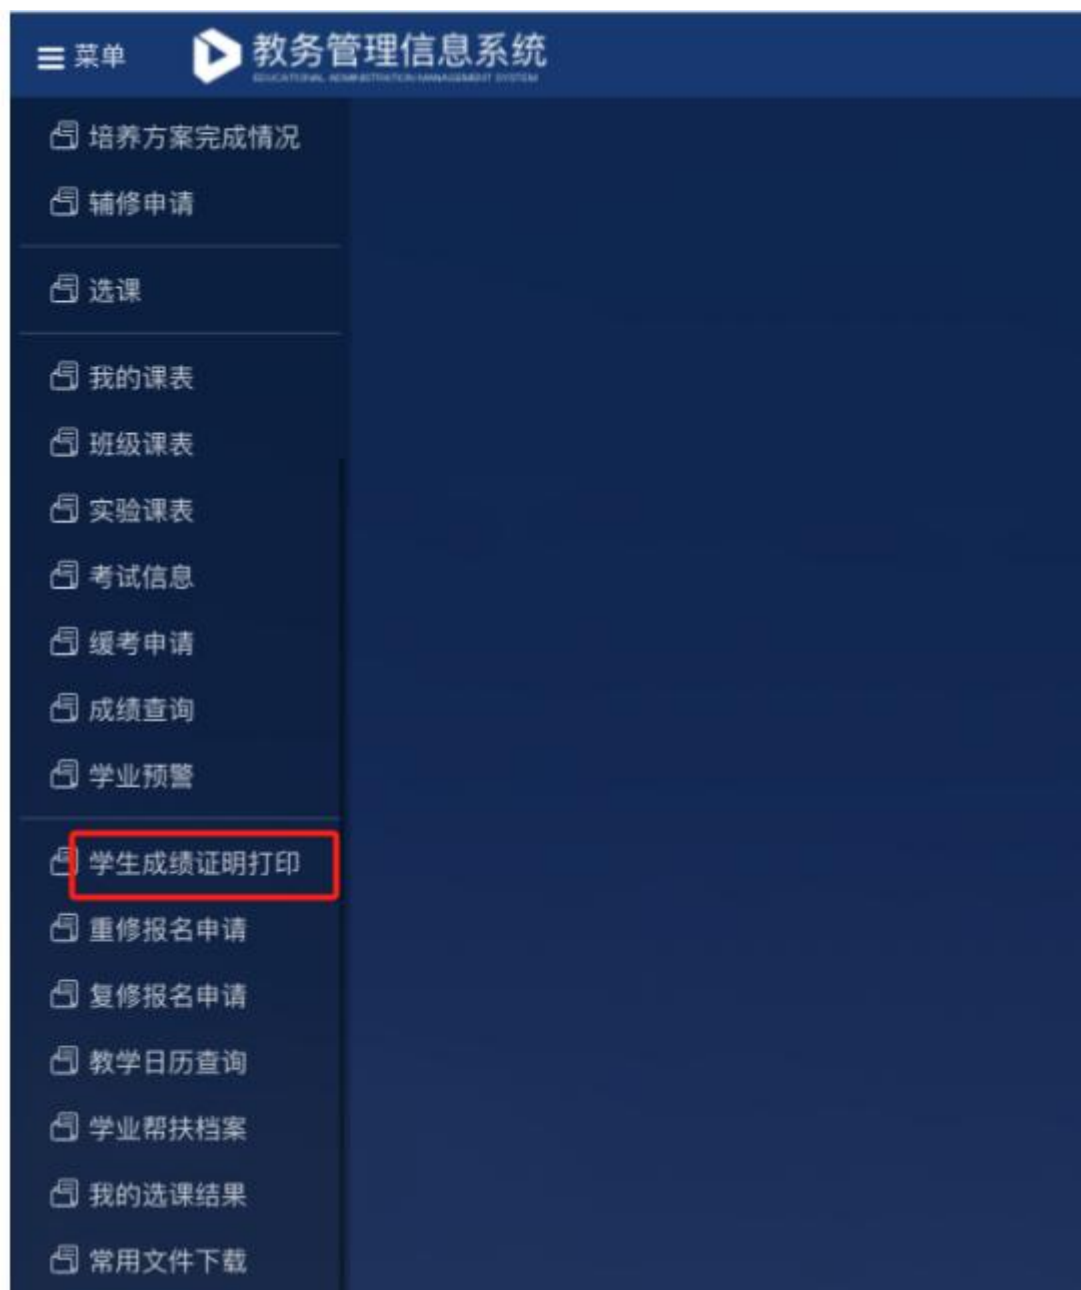 菜单
教务管理信息系统
EDUCATIONAL ADMINISTRATION MANAGEMENT SYSTEM
培养方案完成情况
辅修申请
选课
我的课表
班级课表
实验课表
考试信息
缓考申请
成绩查询
学业预警
学生成绩证明打印
重修报名申请
复修报名申请
教学日历查询
学业帮扶档案
我的选课结果
常用文件下载